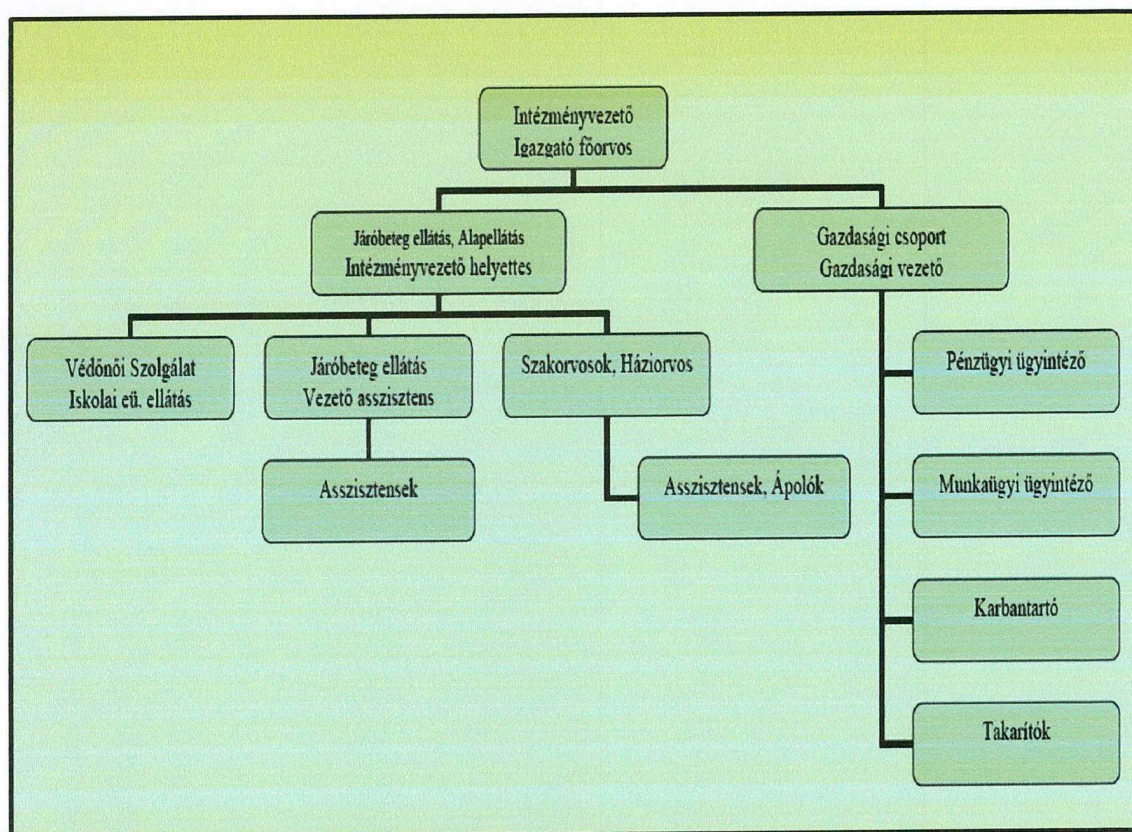 Intézményvezető
Igazgató főorvos
Járóbeteg ellátás, Alapellátás
Intézményvezető helyettes
Gazdasági csoport
Gazdasági vezető
Védőnői Szolgálat
Iskolai eü. ellátás
Járóbeteg ellátás
Vezető asszisztens
Szakorvosok, Háziorvos
Pénzügyi ügyintéző
Asszisztensek
Asszisztensek, Ápolók
Munkaügyi ügyintéző
Karbantartó
Takarítók